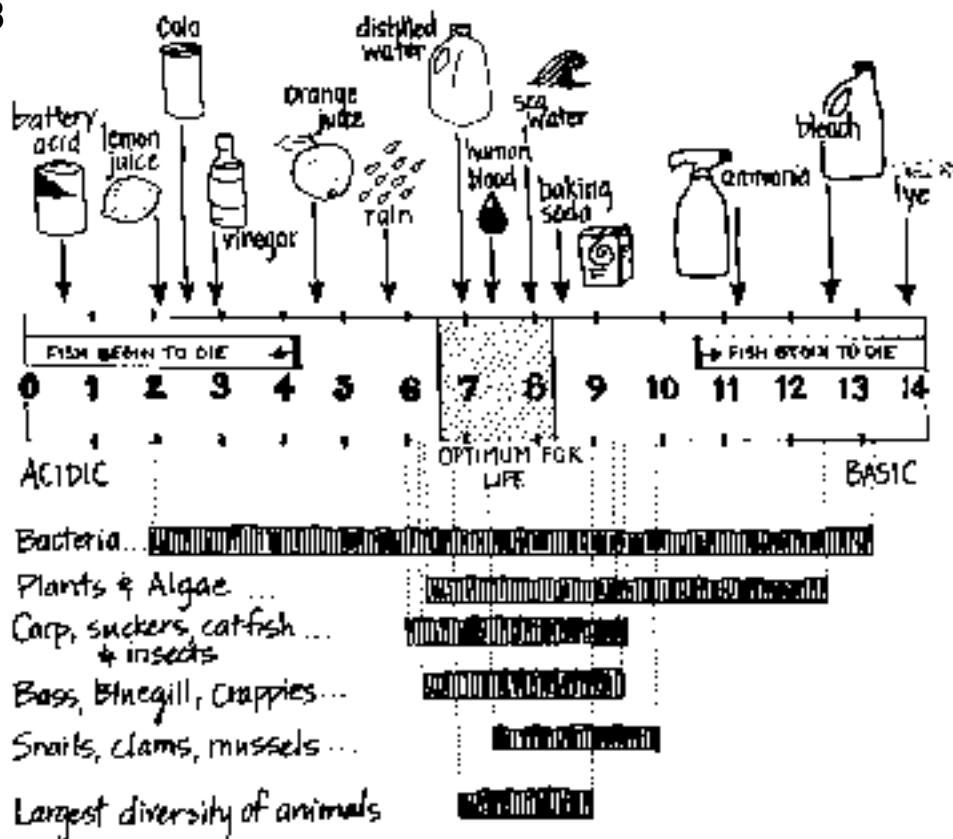 3
Cola
distilled
water
battery
acid
lemon
juice
orange
juice
sea
water
bleach
human
blood
baking
soda
ammonia
lye
rain
vinegar
FISH BEGIN TO DIE
FISH BEGIN TO DIE
0 1 2 3 4 5 6 7 8 9 10 11 12 13 14
ACIDIC
OPTIMUM FOR
LIFE
BASIC
Bacteria...
Plants & Algae ...
Carp, suckers, catfish ...
& insects
Bass, Bluegill, Crappies...
Snails, clams, mussels ...
Largest diversity of animals